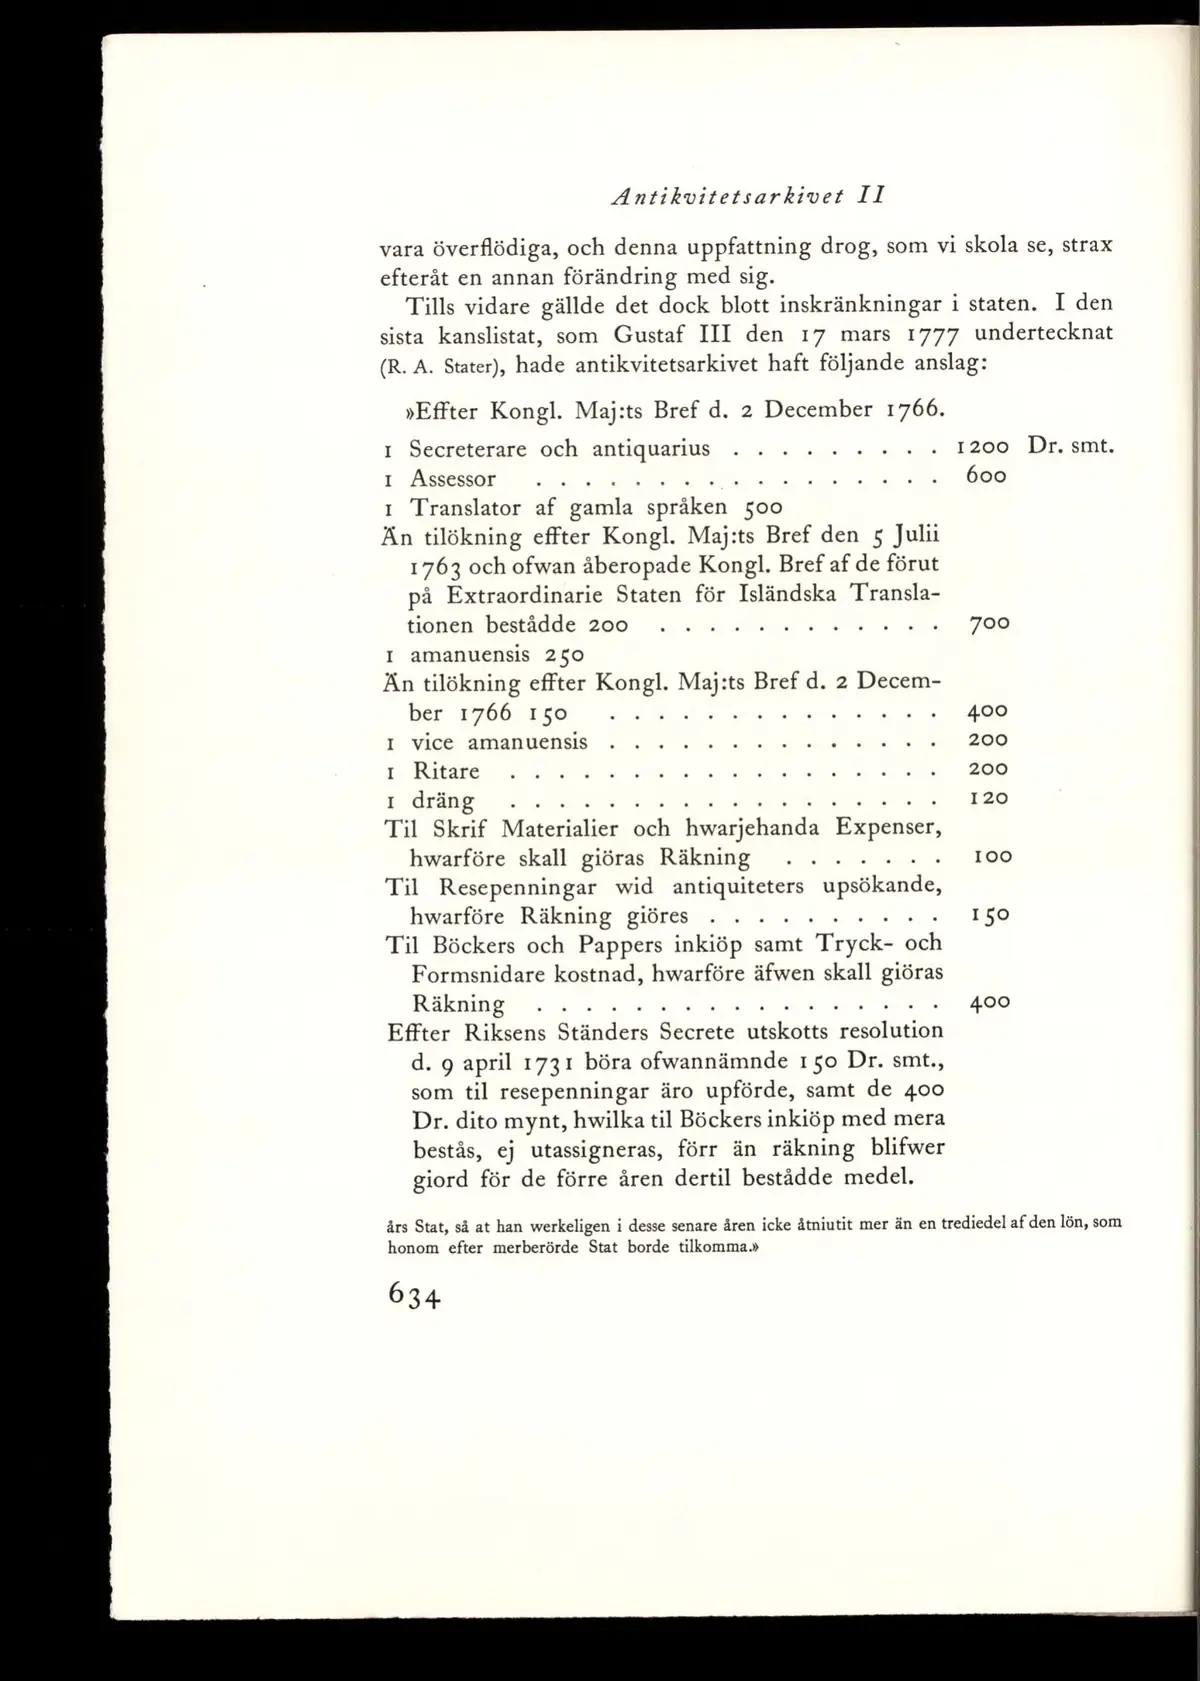 Antikvitetsarkivet II
vara överflödiga, och denna uppfattning drog, som vi skola se, strax
efteråt en annan förändring med sig.
Tills vidare gällde det dock blott inskränkningar i staten. I den
sista kanslistat, som Gustaf III den 17 mars 1777 undertecknat
(R. A. Stater), hade antikvitetsarkivet haft följande anslag:
»Effter Kongl. Maj:ts Bref d. 2 December 1766.
1 Secreterare och antiquarius . . . . . . . . . 1200 Dr. smt.
1 Assessor . . . . . . . . . . . . . . . . . 600
1 Translator af gamla språken 500
Än tilökning effter Kongl. Maj:ts Bref den 5 Julii
1763 och ofwan åberopade Kongl. Bref af de förut
på Extraordinarie Staten för Isländska Transla-
tionen bestådde 200 . . . . . . . . . . . . 700
1 amanuensis 250
Än tilökning effter Kongl. Maj:ts Bref d. 2 Decem-
ber 1766 150 . . . . . . . . . . . . . . 400
1 vice amanuensis . . . . . . . . . . . . . . 200
1 Ritare . . . . . . . . . . . . . . . . . . 200
1 dräng . . . . . . . . . . . . . . . . . . 120
Til Skrif Materialier och hwarjehanda Expenser,
hwarföre skall giöras Räkning . . . . . . . 100
Til Resepenningar wid antiquiteters upsökande,
hwarföre Räkning giöres . . . . . . . . . . 150
Til Böckers och Pappers inkiöp samt Tryck- och
Formsnidare kostnad, hwarföre äfwen skall giöras
Räkning . . . . . . . . . . . . . . . . . 400
Effter Riksens Ständers Secrete utskotts resolution
d. 9 april 1731 böra ofwannämnde 150 Dr. smt.,
som til resepenningar äro upförde, samt de 400
Dr. dito mynt, hwilka til Böckers inkiöp med mera
bestås, ej utassigneras, förr än räkning blifwer
giord för de förre åren dertil bestådde medel.
års Stat, så at han werkeligen i desse senare åren icke åtniutit mer än en trediedel af den lön, som
honom efter merberörde Stat borde tilkomma.»
634